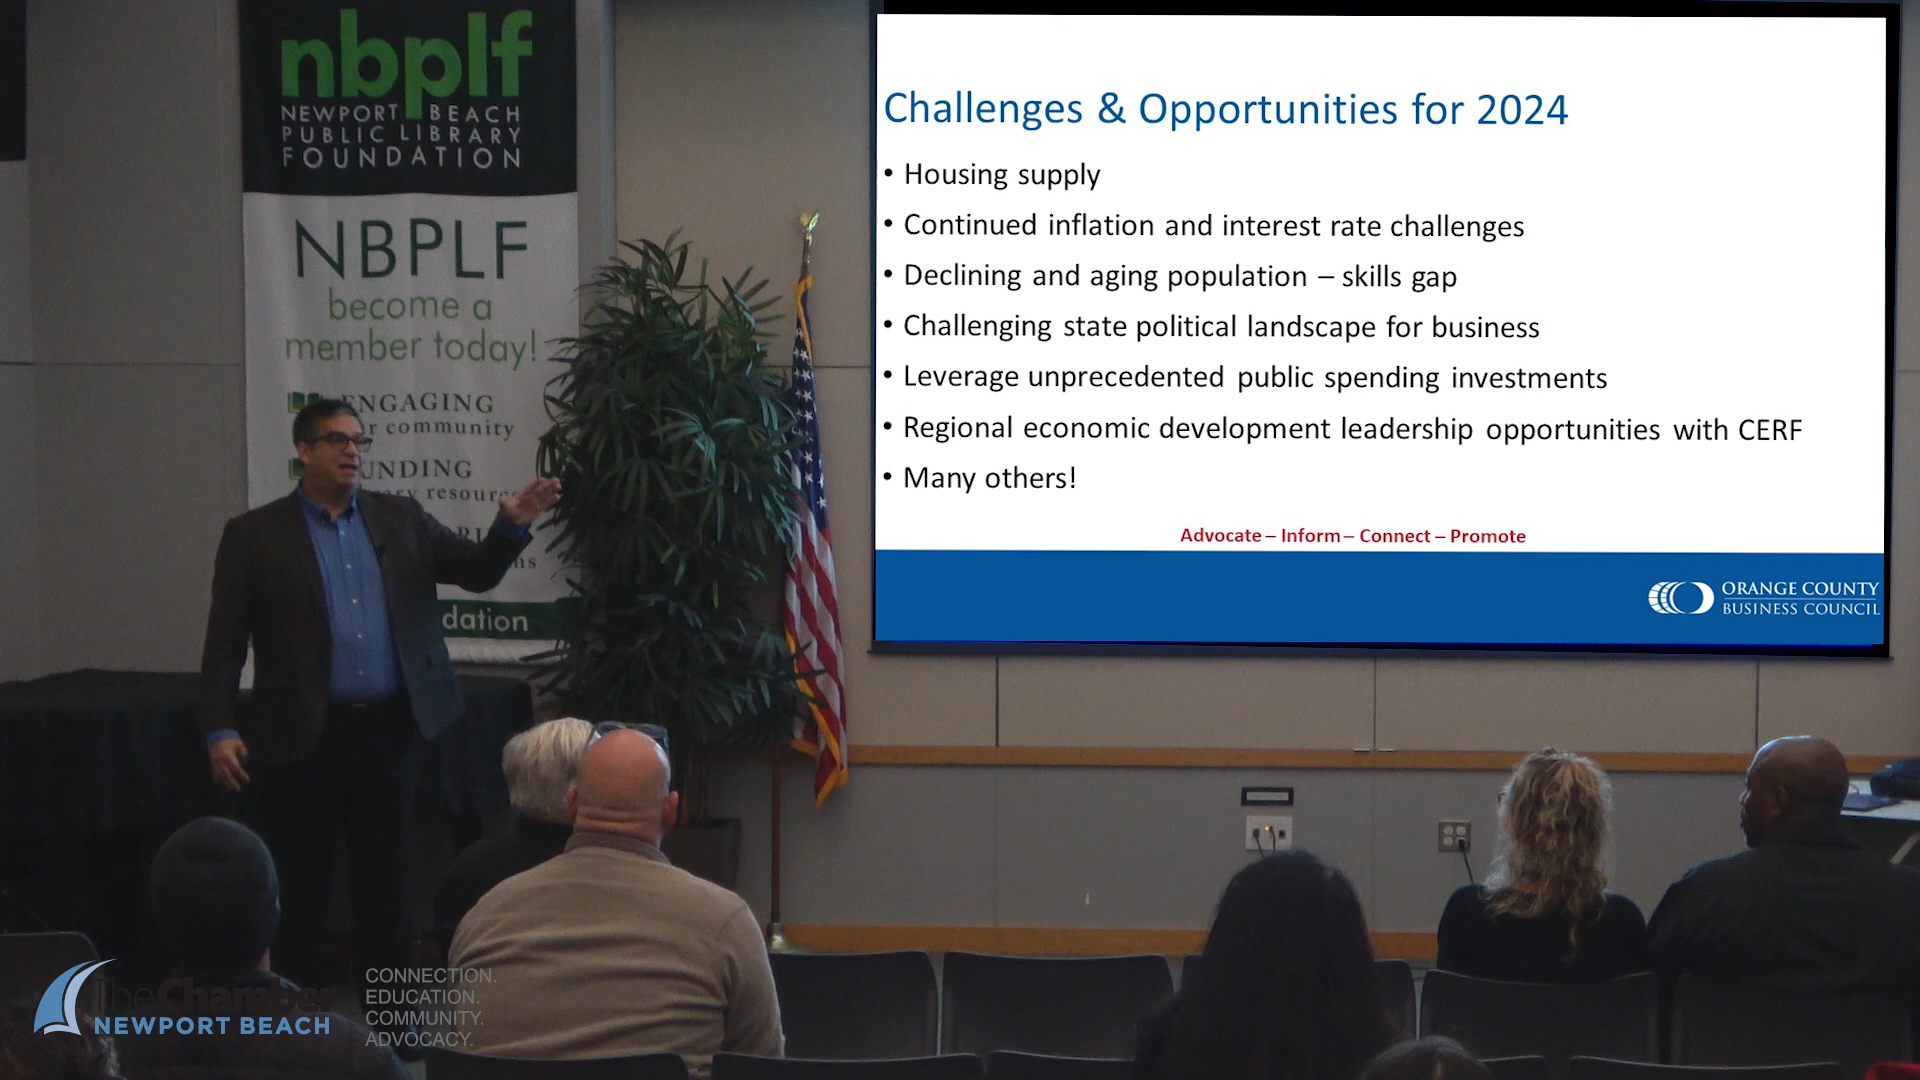 nbplf
NEWPORT BEACH
PUBLIC LIBRARY
FOUNDATION
NBPLF
become a
member today!
ENGAGING
community
resourc
dation
Challenges & Opportunities for 2024
• Housing supply
• Continued inflation and interest rate challenges
• Declining and aging population – skills gap
• Challenging state political landscape for business
• Leverage unprecedented public spending investments
• Regional economic development leadership opportunities with CERF
• Many others!
Advocate – Inform – Connect – Promote
ORANGE COUNTY
BUSINESS COUNCIL
TheChamber
NEWPORT BEACH
CONNECTION.
EDUCATION.
COMMUNITY.
ADVOCACY.